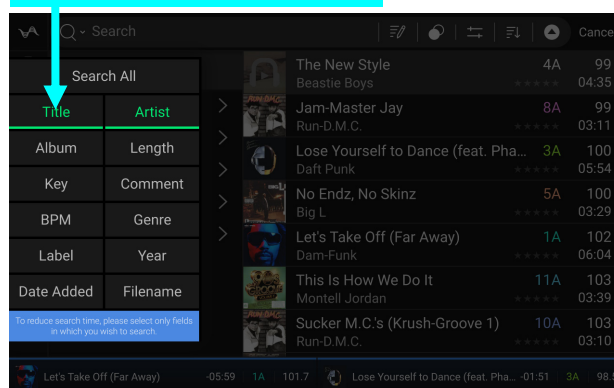 Search
Cance
Search All
Title
Artist
Album
Length
Key
Comment
BPM
Genre
Label
Year
Date Added
Filename
To reduce search time, please select only fields
in which you wish to search.
The New Style 4A 99
Beastie Boys 04:35
Jam-Master Jay 8A 99
Run-D.M.C. 03:11
Lose Yourself to Dance (feat. Pha... 3A 100
Daft Punk 05:54
No Endz, No Skinz 5A 100
Big L 03:29
Let's Take Off (Far Away) 1A 102
Dam-Funk 06:04
This Is How We Do It 11A 103
Montell Jordan 03:39
Sucker M.C.'s (Krush-Groove 1) 10A 103
Run-D.M.C. 03:10
Let's Take Off (Far Away) -05:59 1A 101.7 Lose Yourself to Dance (feat. Pha... -01:51 3A 98.